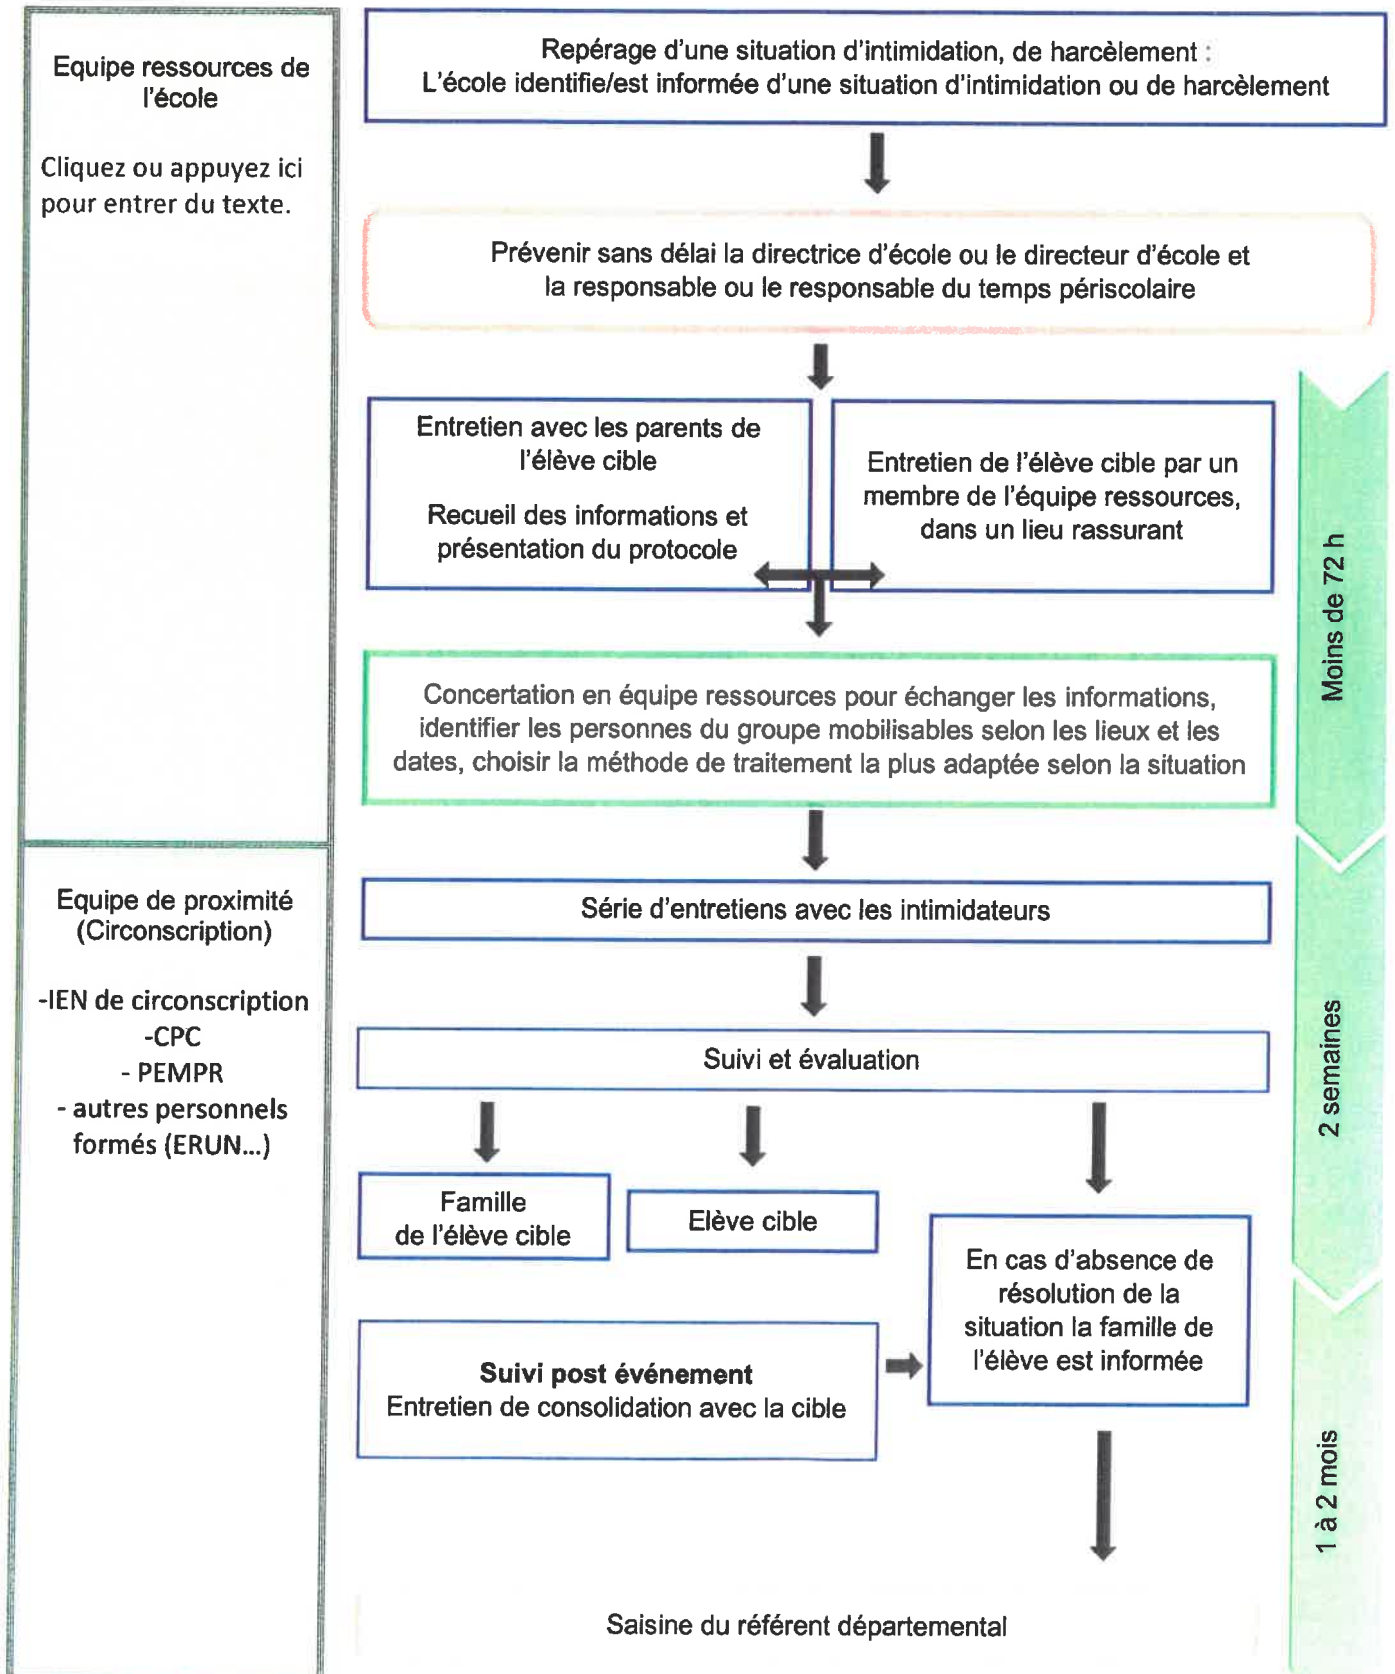 Equipe ressources de
l'école
Cliquez ou appuyez ici
pour entrer du texte.
Equipe de proximité
(Circonscription)
-IEN de circonscription
-CPC
- PEMPR
- autres personnels
formés (ERUN...)
Repérage d'une situation d'intimidation, de harcèlement :
L'école identifie/est informée d'une situation d'intimidation ou de harcèlement
Prévenir sans délai la directrice d'école ou le directeur d'école et
la responsable ou le responsable du temps périscolaire
Entretien avec les parents de
l'élève cible
Recueil des informations et
présentation du protocole
Entretien de l'élève cible par un
membre de l'équipe ressources,
dans un lieu rassurant
Concertation en équipe ressources pour échanger les informations,
identifier les personnes du groupe mobilisables selon les lieux et les
dates, choisir la méthode de traitement la plus adaptée selon la situation
Série d'entretiens avec les intimidateurs
Suivi et évaluation
Famille
de l'élève cible
Elève cible
En cas d'absence de
résolution de la
situation la famille de
l'élève est informée
Suivi post événement
Entretien de consolidation avec la cible
Saisine du référent départemental
Moins de 72 h
2 semaines
1 à 2 mois